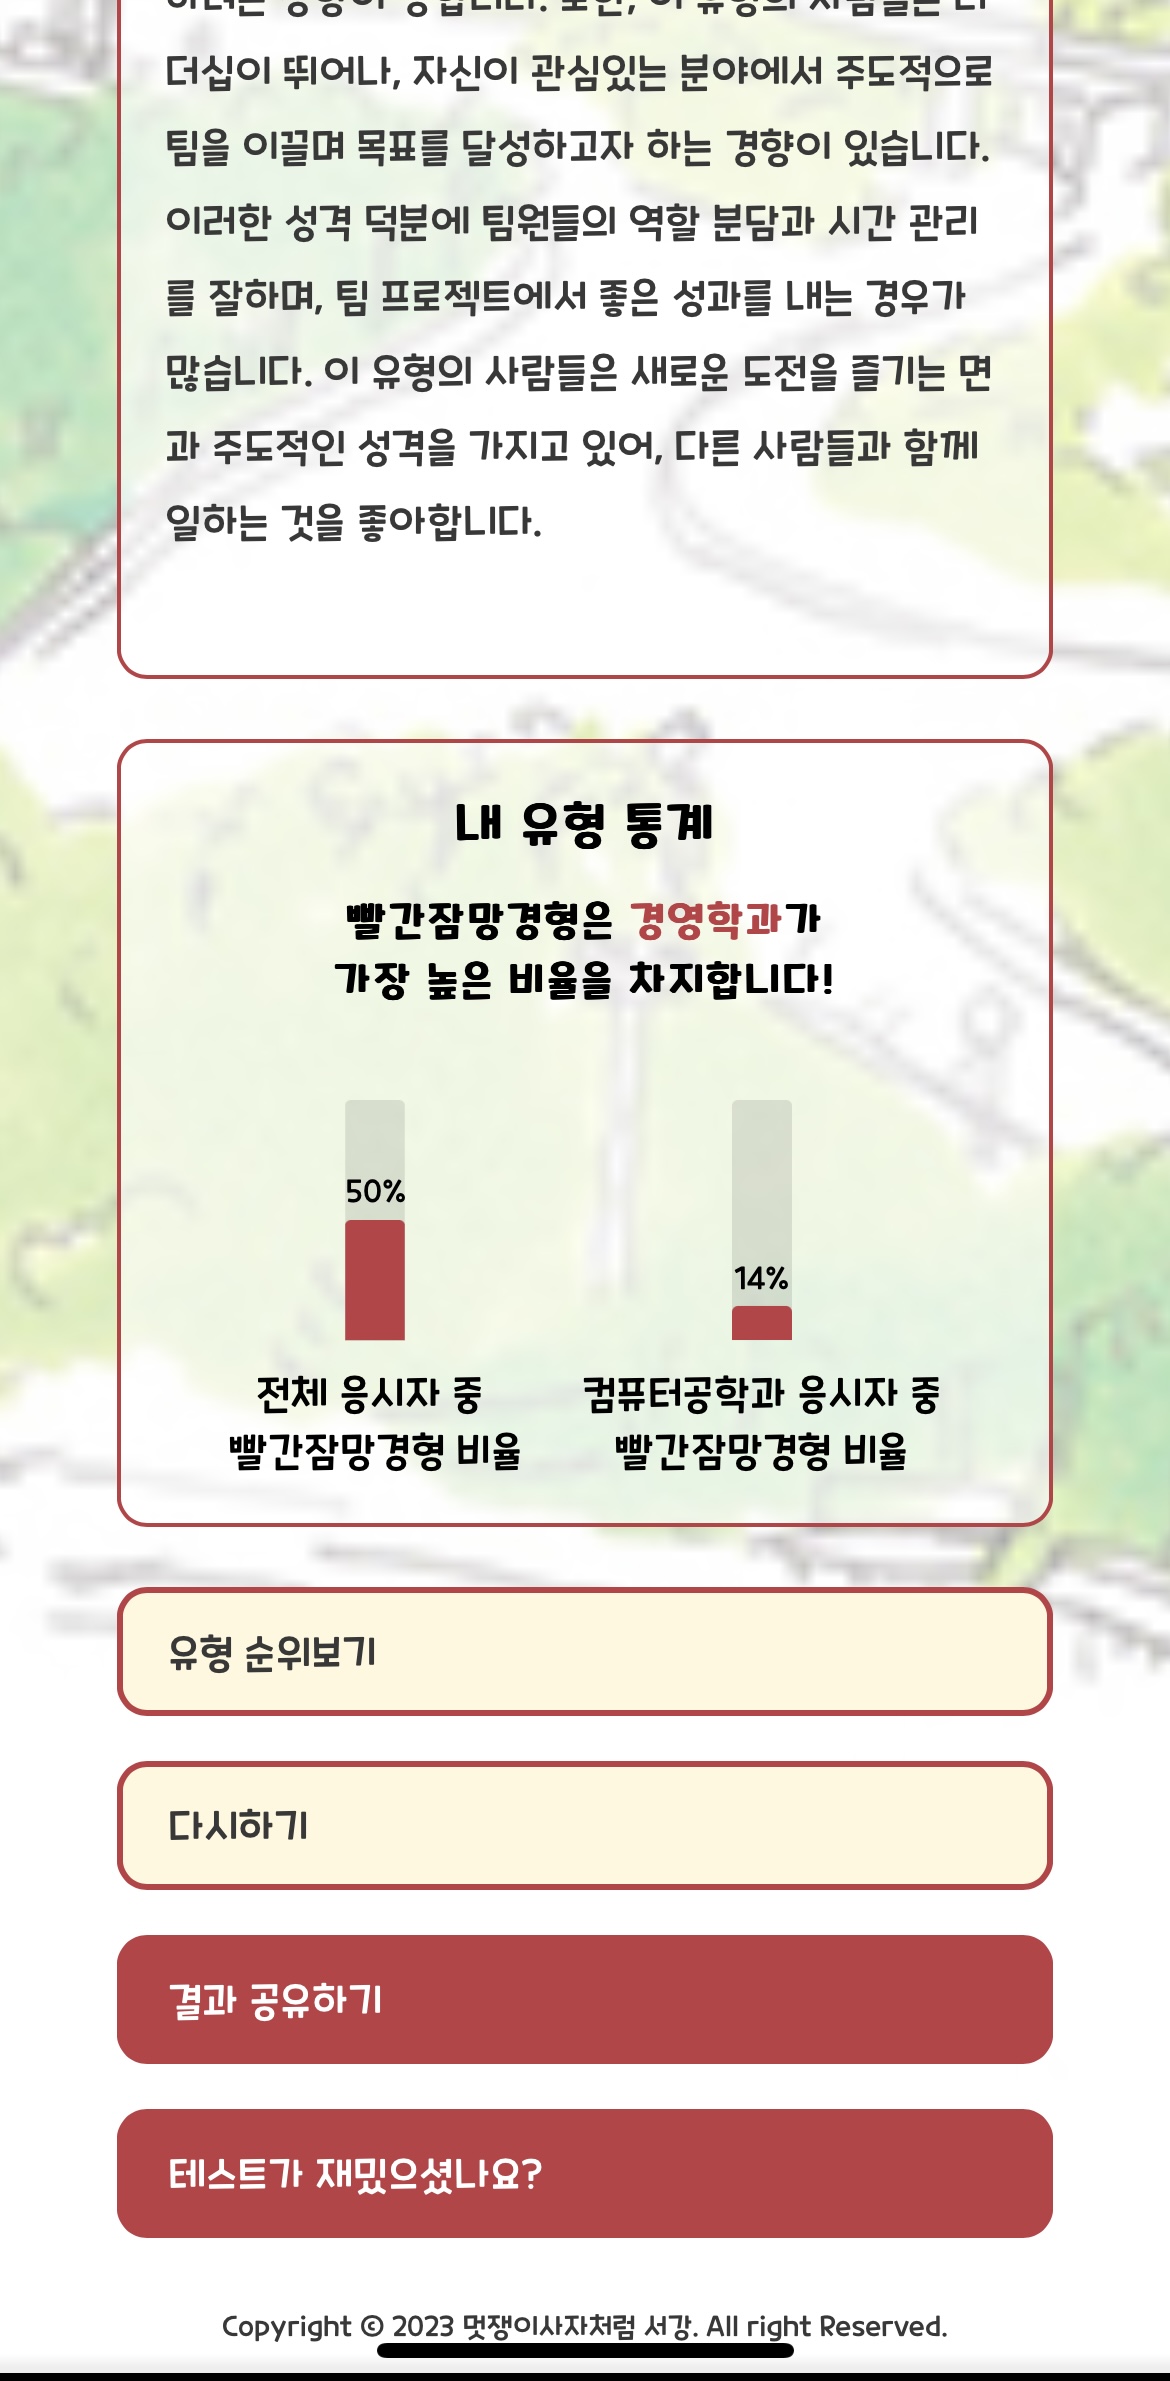 더십이 뛰어나, 자신이 관심있는 분야에서 주도적으로
팀을 이끌며 목표를 달성하고자 하는 경향이 있습니다.
이러한 성격 덕분에 팀원들의 역할 분담과 시간 관리
를 잘하며, 팀 프로젝트에서 좋은 성과를 내는 경우가
많습니다. 이 유형의 사람들은 새로운 도전을 즐기는 면
과 주도적인 성격을 가지고 있어, 다른 사람들과 함께
일하는 것을 좋아합니다.
내 유형 통계
빨간잠망경형은 경영학과가
가장 높은 비율을 차지합니다!
50%
14%
전체 응시자 중
빨간잠망경형 비율
컴퓨터공학과 응시자 중
빨간잠망경형 비율
유형 순위보기
다시하기
결과 공유하기
테스트가 재밌으셨나요?
Copyright © 2023 멋쟁이사자처럼 서강. All right Reserved.